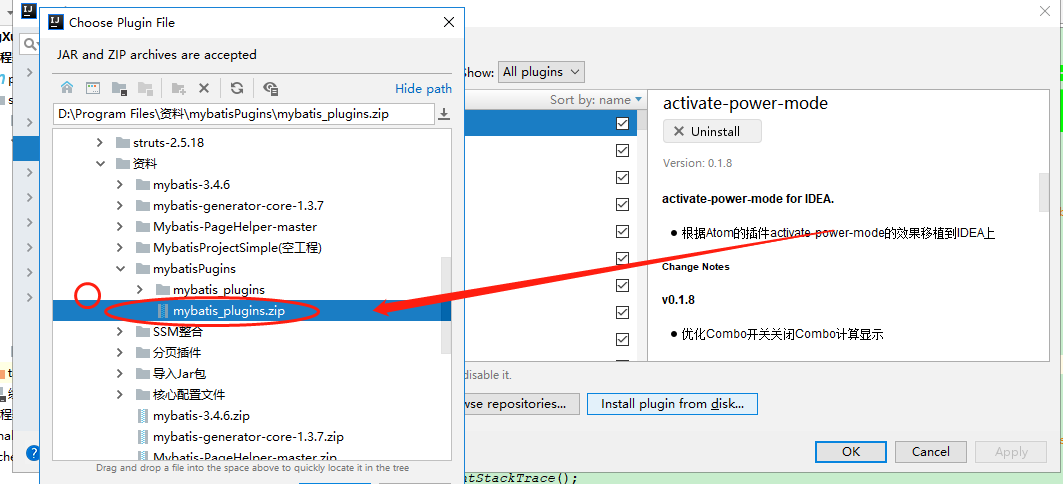 Choose Plugin File
JAR and ZIP archives are accepted
Hide path
D:\Program Files\资料\mybatisPugins\mybatis_plugins.zip
struts-2.5.18
资料
mybatis-3.4.6
mybatis-generator-core-1.3.7
Mybatis-PageHelper-master
MybatisProjectSimple(空工程)
mybatisPugins
mybatis_plugins
mybatis_plugins.zip
SSM整合
分页插件
导入Jar包
核心配置文件
mybatis-3.4.6.zip
mybatis-generator-core-1.3.7.zip
Mybatis-PageHelper-master.zip
Drag and drop a file into the space above to quickly locate it in the tree
Show: All plugins
Sort by: name
activate-power-mode
Uninstall
Version: 0.1.8
activate-power-mode for IDEA.
根据Atom的插件activate-power-mode的效果移植到IDEA上
Change Notes
v0.1.8
优化Combo开关关闭Combo计算显示
disable it.
wse repositories...
Install plugin from disk...
OK
Cancel
Apply
ntStackTrace();